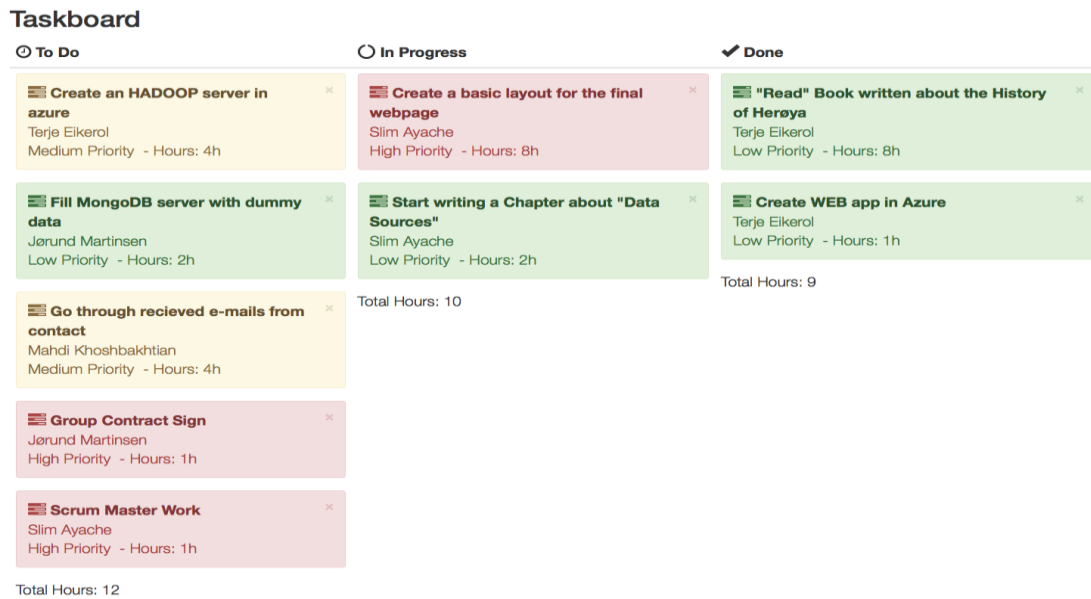 Taskboard
To Do
Create an HADOOP server in
azure
Terje Eikerol
Medium Priority - Hours: 4h
Fill MongoDB server with dummy
data
Jørund Martinsen
Low Priority - Hours: 2h
Go through recieved e-mails from
contact
Mahdi Khoshbakhtian
Medium Priority - Hours: 4h
Group Contract Sign
Jørund Martinsen
High Priority - Hours: 1h
Scrum Master Work
Slim Ayache
High Priority - Hours: 1h
Total Hours: 12
In Progress
Create a basic layout for the final
webpage
Slim Ayache
High Priority - Hours: 8h
Start writing a Chapter about "Data
Sources"
Slim Ayache
Low Priority - Hours: 2h
Total Hours: 10
Done
"Read" Book written about the History
of Herøya
Terje Eikerol
Low Priority - Hours: 8h
Create WEB app in Azure
Terje Eikerol
Low Priority - Hours: 1h
Total Hours: 9